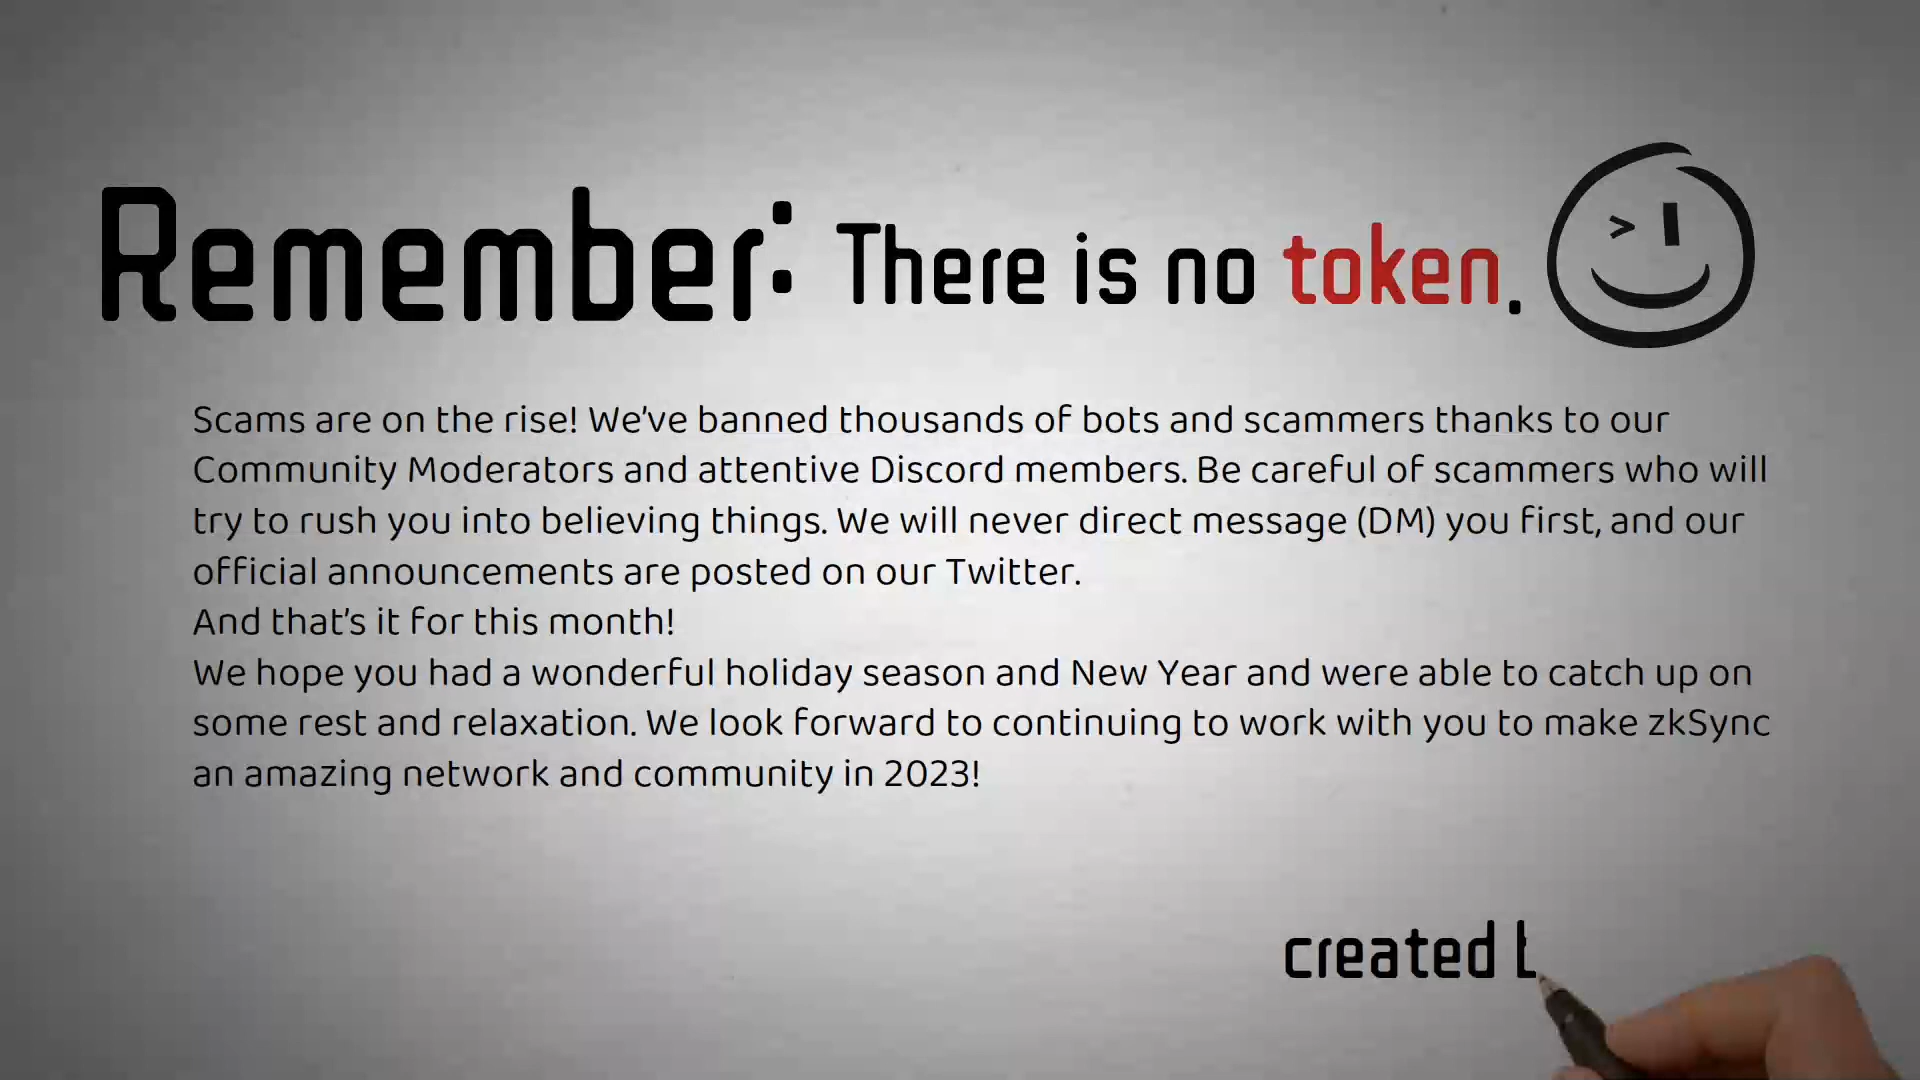 Remember: There is no token.
Scams are on the rise! We've banned thousands of bots and scammers thanks to our
Community Moderators and attentive Discord members. Be careful of scammers who will
try to rush you into believing things. We will never direct message (DM) you first, and our
official announcements are posted on our Twitter.
And that's it for this month!
We hope you had a wonderful holiday season and New Year and were able to catch up on
some rest and relaxation. We look forward to continuing to work with you to make zkSync
an amazing network and community in 2023!
created